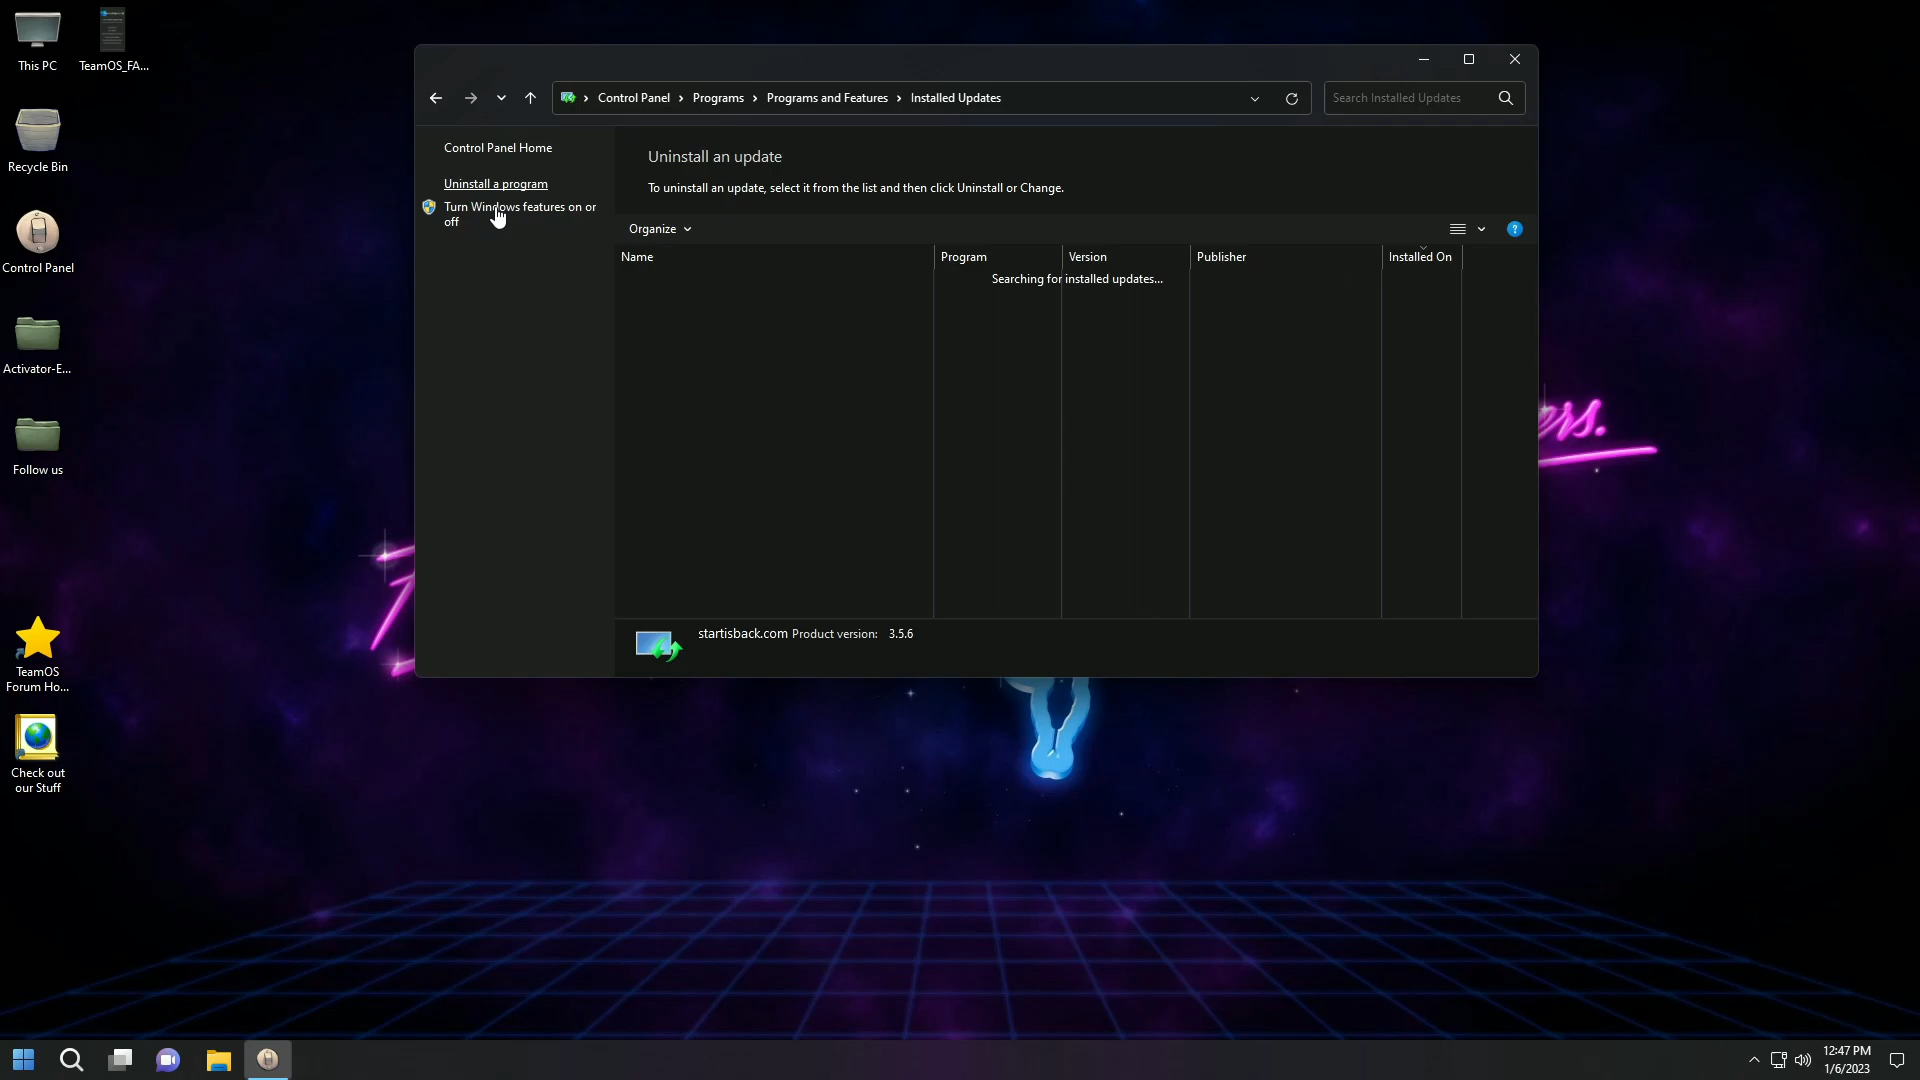 This PC
TeamOS_FA...
Recycle Bin
Control Panel
Activator-E...
Follow us
TeamOS
Forum Ho...
Check out
our Stuff
Control Panel > Programs > Programs and Features > Installed Updates
Search Installed Updates
Control Panel Home
Uninstall a program
Turn Windows features on or
off
Uninstall an update
To uninstall an update, select it from the list and then click Uninstall or Change.
Organize
?
Name Program Version Publisher Installed On
Searching for installed updates...
startisback.com Product version: 3.5.6
ers.
12:47 PM
1/6/2023